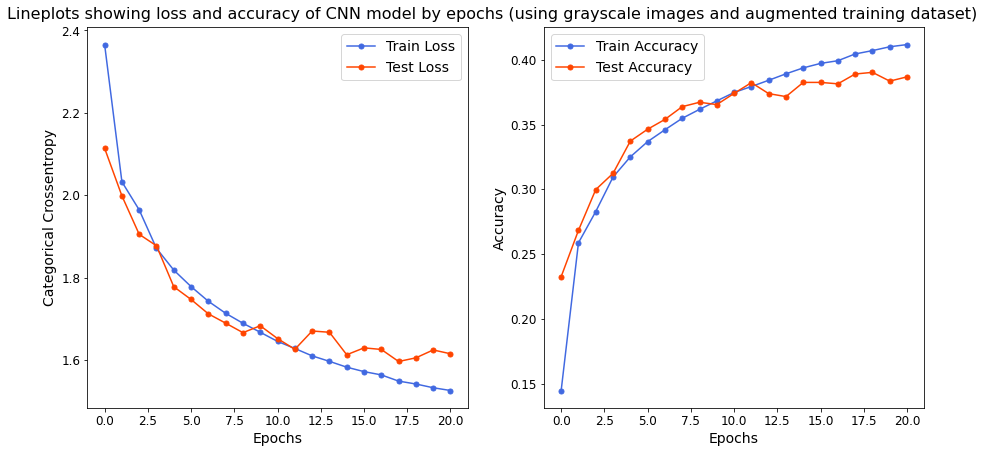 Lineplots showing loss and accuracy of CNN model by epochs (using grayscale images and augmented training dataset)
2.4
2.2
2.0
1.8
1.6
Categorical Crossentropy
Train Loss
Test Loss
0.0 2.5 5.0 7.5 10.0 12.5 15.0 17.5 20.0
Epochs
0.40
0.35
0.30
0.25
0.20
0.15
Accuracy
Train Accuracy
Test Accuracy
0.0 2.5 5.0 7.5 10.0 12.5 15.0 17.5 20.0
Epochs